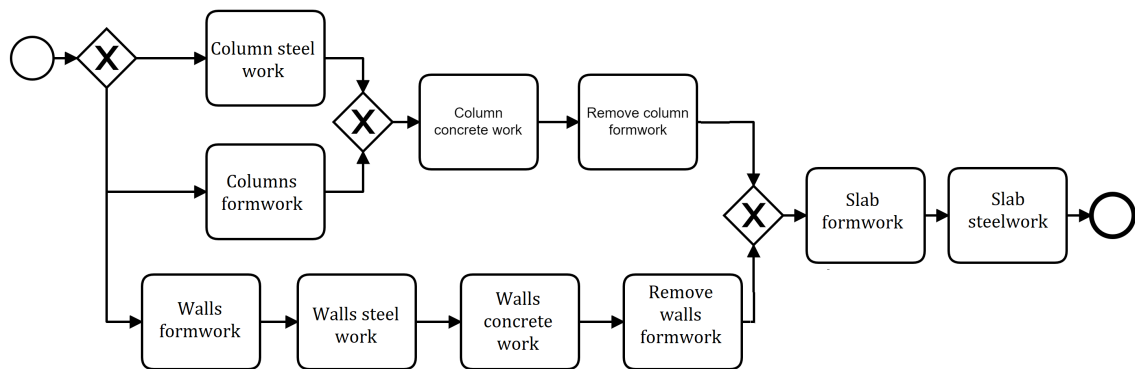 X
Column steel
work
X
Column
concrete work
Remove column
formwork
Columns
formwork
X
Slab
formwork
Slab
steelwork
Walls
formwork
Walls steel
work
Walls
concrete
work
Remove
walls
formwork